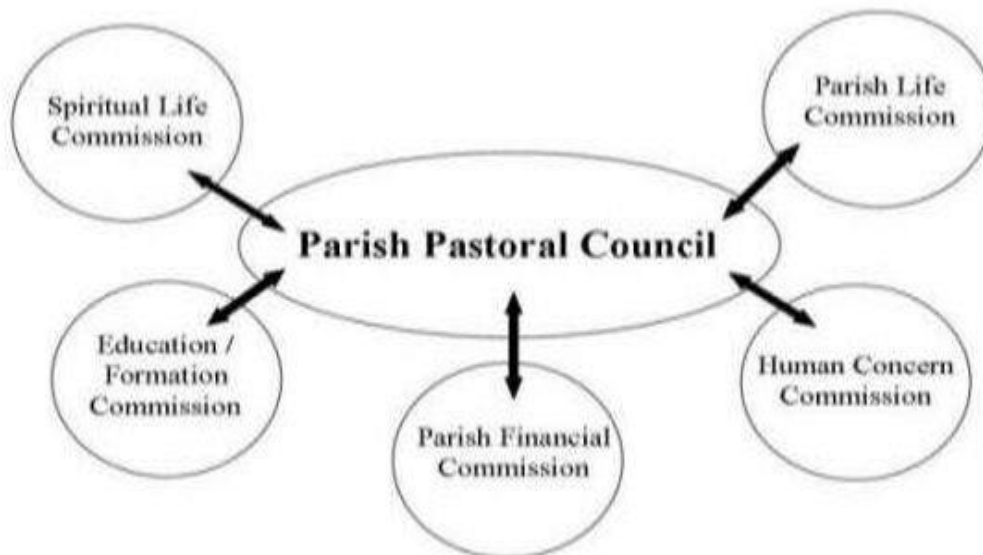 Spiritual Life
Commission
Parish Life
Commission
Parish Pastoral Council
Education /
Formation
Commission
Parish Financial
Commission
Human Concern
Commission